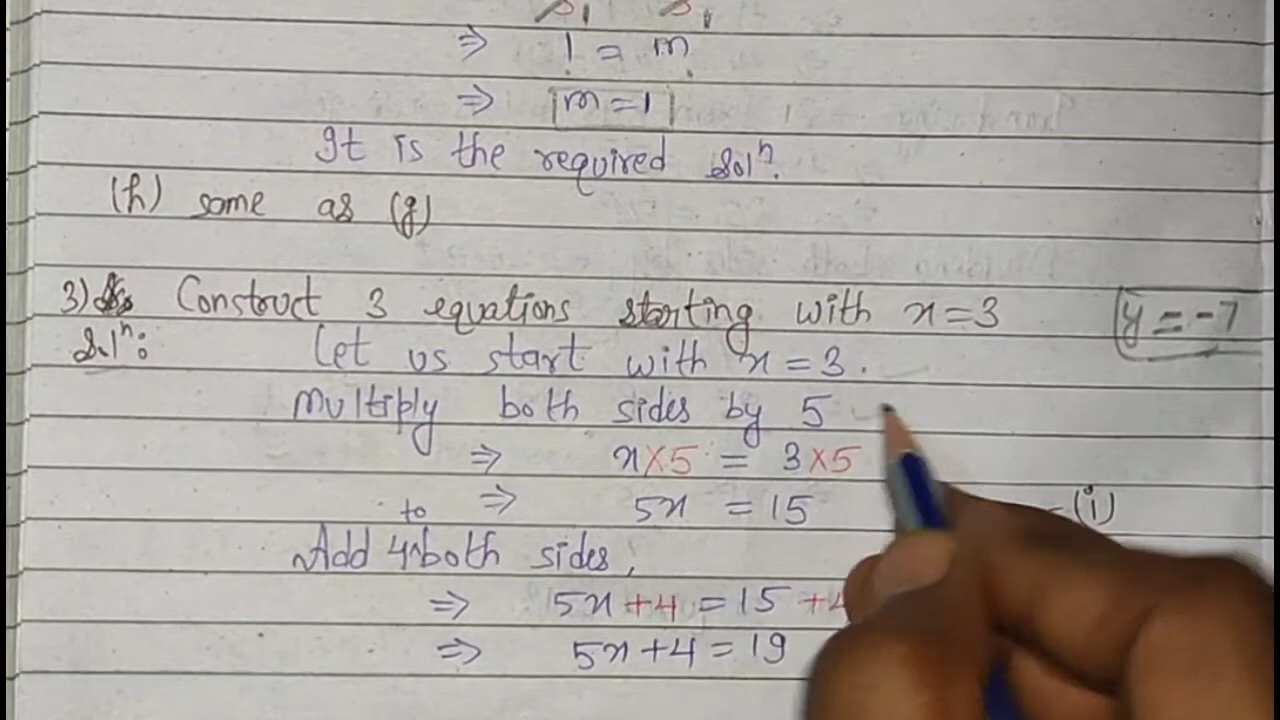 ⇒ 1 = m
⇒ m = 1
It is the required Solⁿ.
(h) same as (g)
3) Construct 3 equations starting with x = 3 y = -7
Solⁿ: Let us start with x = 3.
Multiply both sides by 5
⇒ x × 5 = 3 × 5
⇒ 5x = 15 - (i)
to
Add 4^both sides,
⇒ 5x + 4 = 15 + 4
⇒ 5x + 4 = 19